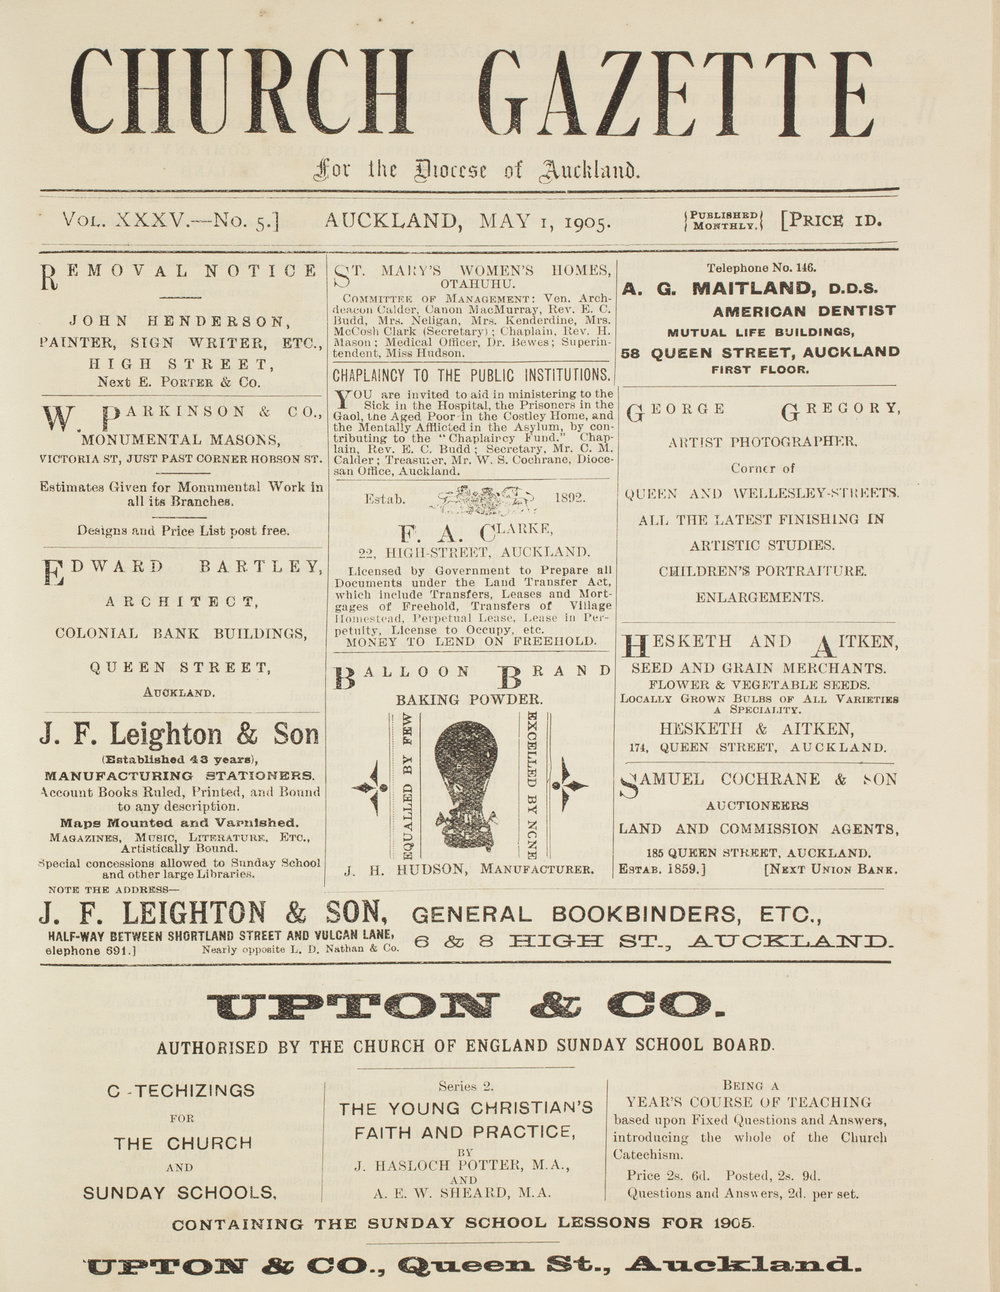 CHURCH GAZETTE
For the Diocese of Auckland.
VOL. XXXV.—No. 5.] AUCKLAND, MAY 1, 1905. {PUBLISHED MONTHLY.} [PRICE 1D.
REMOVAL NOTICE
JOHN HENDERSON,
PAINTER, SIGN WRITER, ETC.,
HIGH STREET,
Next E. PORTER & Co.
W. PARKINSON & CO.,
MONUMENTAL MASONS,
VICTORIA ST, JUST PAST CORNER HOBSON ST.
Estimates Given for Monumental Work in
all its Branches.
Designs and Price List post free.
EDWARD BARTLEY,
ARCHITECT,
COLONIAL BANK BUILDINGS,
QUEEN STREET,
AUCKLAND.
J. F. Leighton & Son
(Established 43 years),
MANUFACTURING STATIONERS.
Account Books Ruled, Printed, and Bound
to any description.
Maps Mounted and Varnished.
MAGAZINES, MUSIC, LITERATURE, ETC.,
Artistically Bound.
Special concessions allowed to Sunday School
and other large Libraries.
NOTE THE ADDRESS—
ST. MARY'S WOMEN'S HOMES,
OTAHUHU.
COMMITTEE OF MANAGEMENT: Ven. Arch-
deacon Calder, Canon MacMurray, Rev. E. C.
Budd, Mrs. Neligan, Mrs. Kenderdine, Mrs.
McCosh Clark (Secretary); Chaplain, Rev. H.
Mason; Medical Officer, Dr. Bewes; Superin-
tendent, Miss Hudson.
CHAPLAINCY TO THE PUBLIC INSTITUTIONS.
YOU are invited to aid in ministering to the
Sick in the Hospital, the Prisoners in the
Gaol, the Aged Poor in the Costley Home, and
the Mentally Afflicted in the Asylum, by con-
tributing to the "Chaplaincy Fund." Chap-
lain, Rev. E. C. Budd; Secretary, Mr. C. M.
Calder; Treasurer, Mr. W. S. Cochrane, Dioce-
san Office, Auckland.
Estab. 1892.
F. A. CLARKE,
22, HIGH-STREET, AUCKLAND.
Licensed by Government to Prepare all
Documents under the Land Transfer Act,
which include Transfers, Leases and Mort-
gages of Freehold, Transfers of Village
Homestead, Perpetual Lease, Lease in Per-
petuity, License to Occupy, etc.
MONEY TO LEND ON FREEHOLD.
BALLOON BRAND
BAKING POWDER.
EQUALLED BY FEW
EXCELLED BY NONE
J. H. HUDSON, MANUFACTURER.
Telephone No. 146.
A. G. MAITLAND, D.D.S.
AMERICAN DENTIST
MUTUAL LIFE BUILDINGS,
58 QUEEN STREET, AUCKLAND
FIRST FLOOR.
GEORGE GREGORY,
ARTIST PHOTOGRAPHER,
Corner of
QUEEN AND WELLESLEY-STREETS.
ALL THE LATEST FINISHING IN
ARTISTIC STUDIES.
CHILDREN'S PORTRAITURE.
ENLARGEMENTS.
HESKETH AND AITKEN,
SEED AND GRAIN MERCHANTS.
FLOWER & VEGETABLE SEEDS.
LOCALLY GROWN BULBS OF ALL VARIETIES
A SPECIALITY.
HESKETH & AITKEN,
174, QUEEN STREET, AUCKLAND.
SAMUEL COCHRANE & SON
AUCTIONEERS
LAND AND COMMISSION AGENTS,
185 QUEEN STREET, AUCKLAND.
ESTAB. 1859.] [NEXT UNION BANK.
J. F. LEIGHTON & SON, GENERAL BOOKBINDERS, ETC.,
HALF-WAY BETWEEN SHORTLAND STREET AND VULCAN LANE,
elephone 691.] Nearly opposite L. D. Nathan & Co.
6 & 8 HIGH ST., AUCKLAND.
UPTON & CO.
AUTHORISED BY THE CHURCH OF ENGLAND SUNDAY SCHOOL BOARD.
C -TECHIZINGS
FOR
THE CHURCH
AND
SUNDAY SCHOOLS,
Series 2.
THE YOUNG CHRISTIAN'S
FAITH AND PRACTICE,
BY
J. HASLOCH POTTER, M.A.,
AND
A. E. W. SHEARD, M.A.
BEING A
YEAR'S COURSE OF TEACHING
based upon Fixed Questions and Answers,
introducing the whole of the Church
Catechism.
Price 2s. 6d. Posted, 2s. 9d.
Questions and Answers, 2d. per set.
CONTAINING THE SUNDAY SCHOOL LESSONS FOR 1905.
UPTON & CO., Queen St., Auckland.